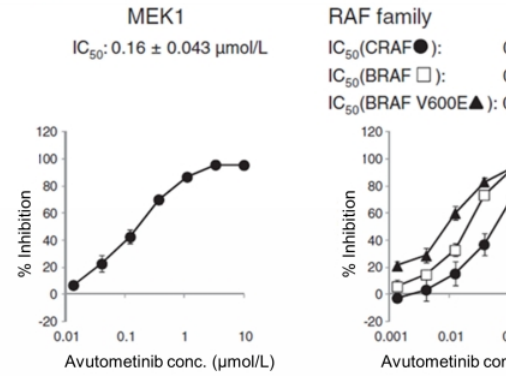 MEK1
IC50: 0.16 ± 0.043 μmol/L
120
100
80
60
40
20
0
-20
% Inhibition
0.01 0.1 1 10
Avutometinib conc. (μmol/L)
RAF family
IC50(CRAF●):
IC50(BRAF □):
IC50(BRAF V600E▲):
120
100
80
60
40
20
0
-20
% Inhibition
0.001 0.01
Avutometinib